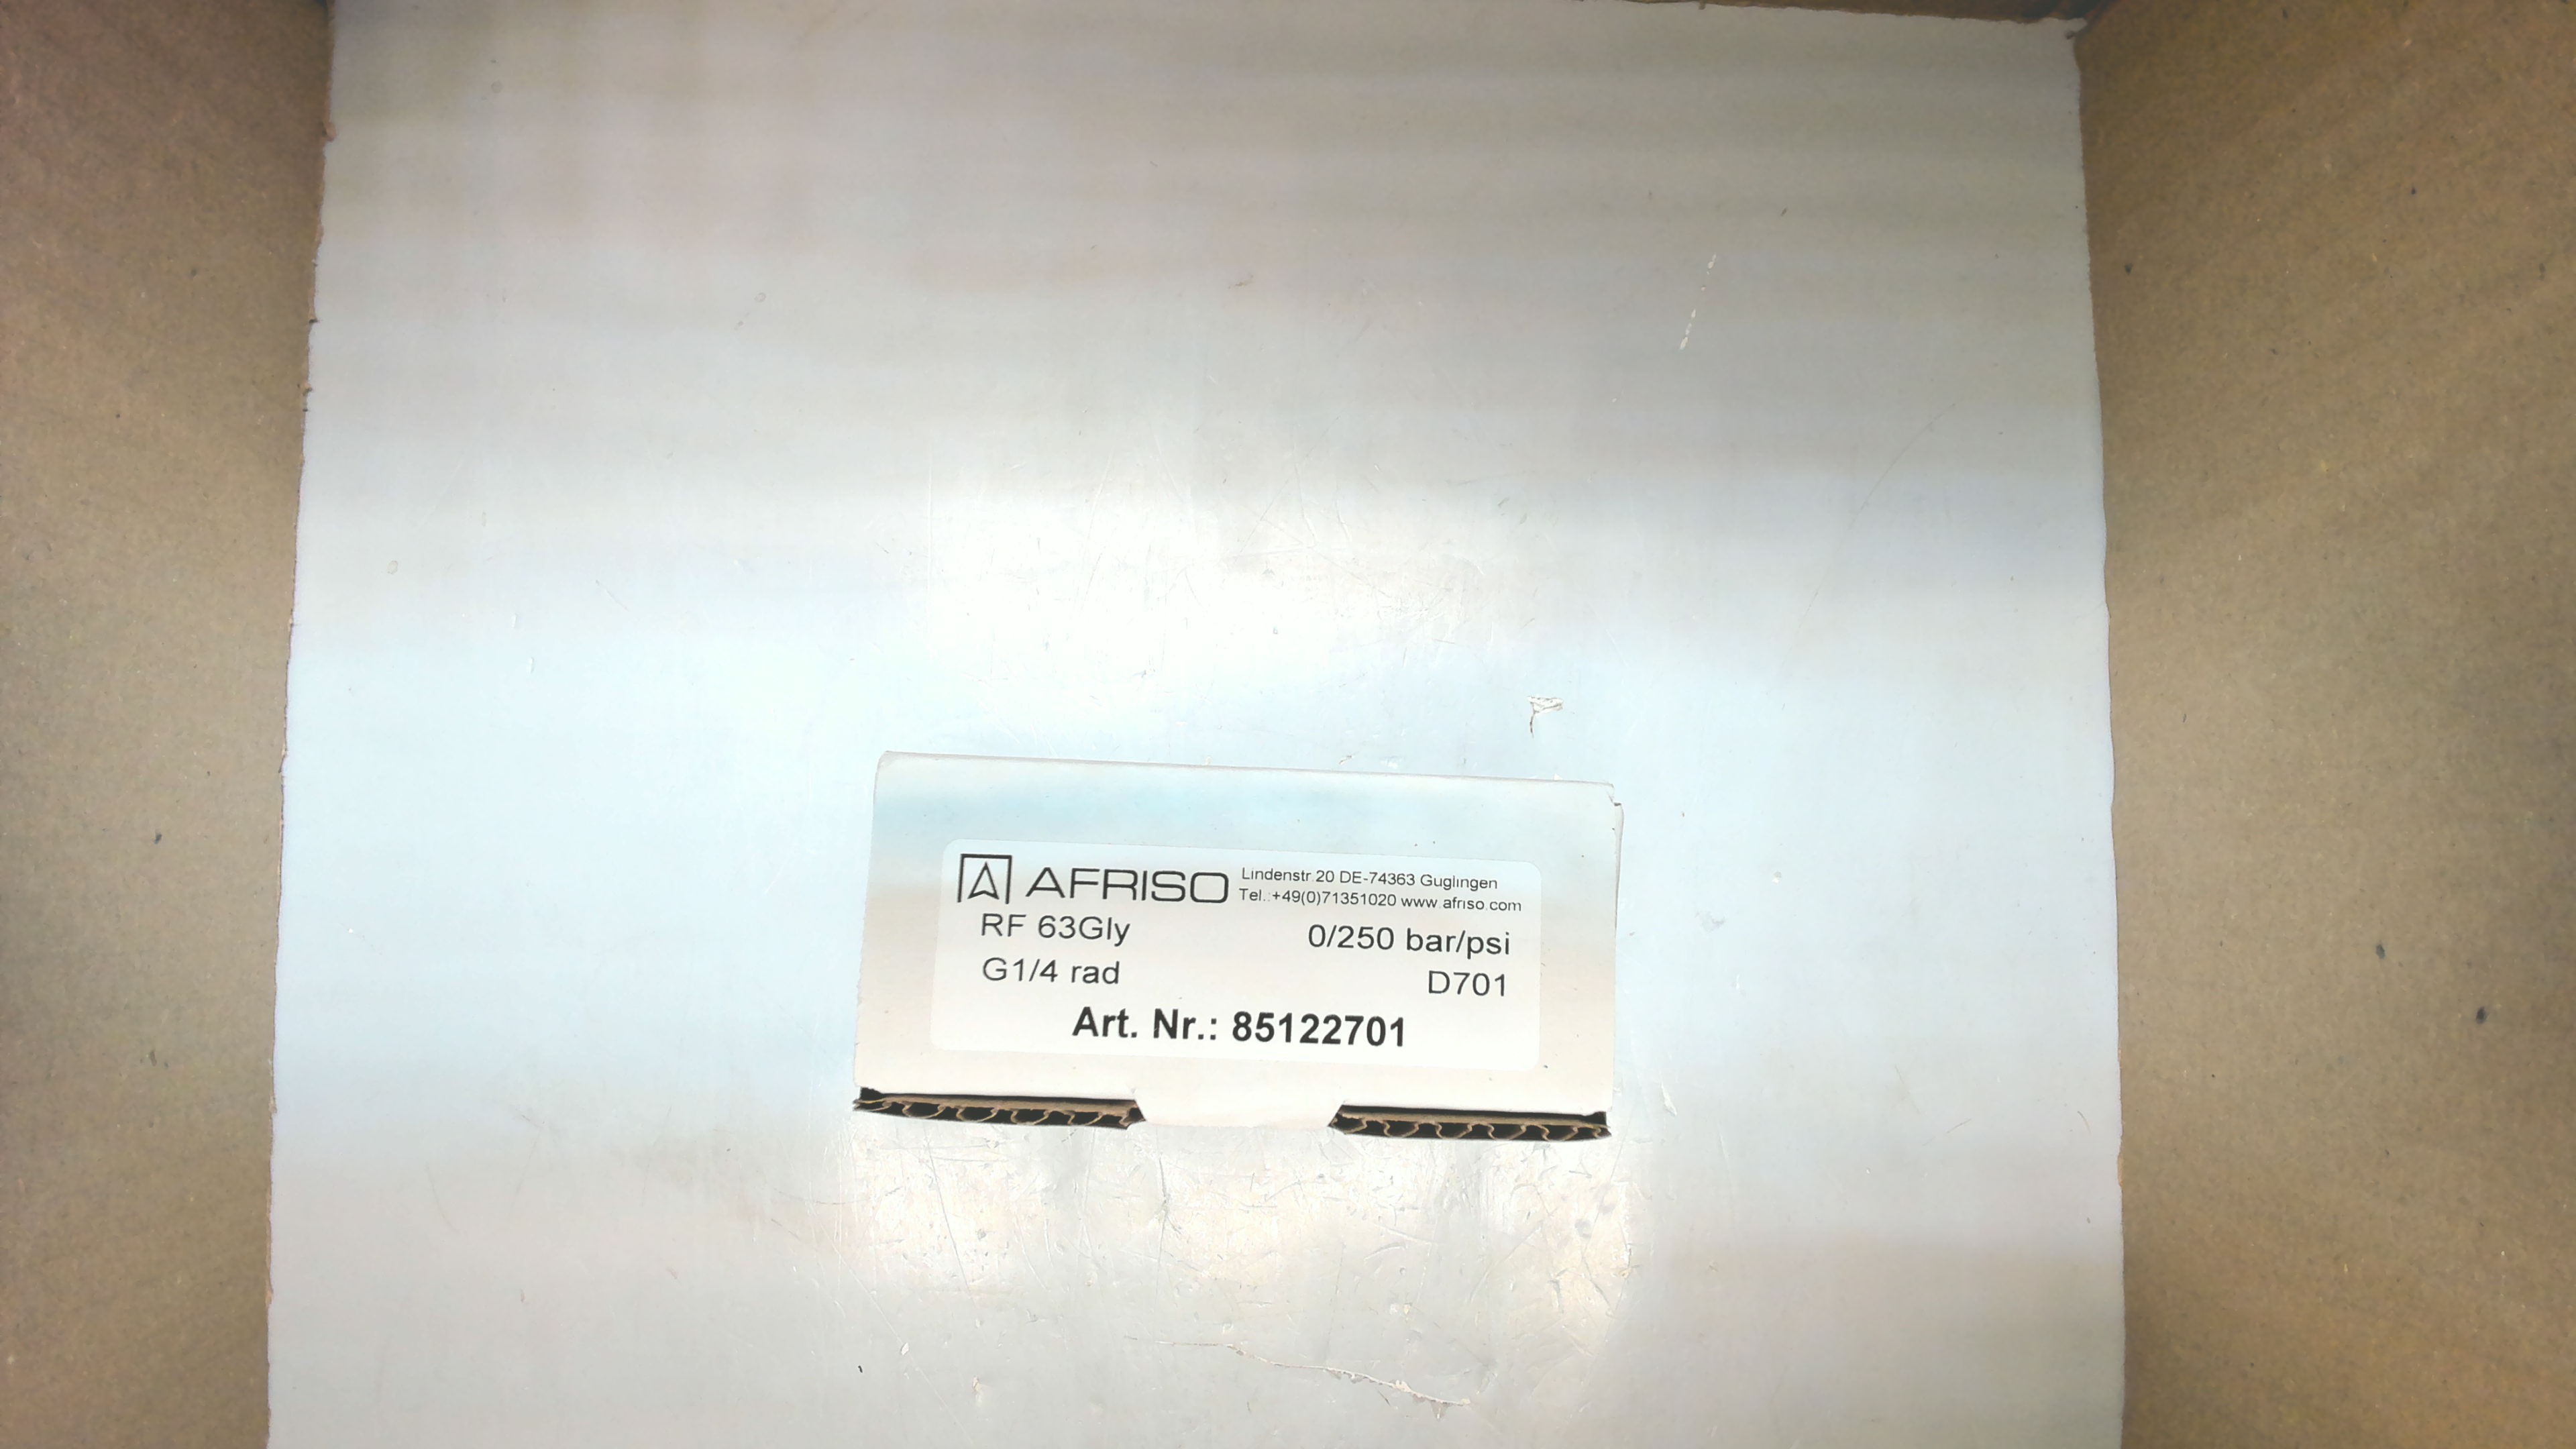 AFRISO
Lindenstr.20 DE-74363 Güglingen
Tel.:+49(0)71351020 www.afriso.com
RF 63Gly 0/250 bar/psi
G1/4 rad D701
Art. Nr.: 85122701